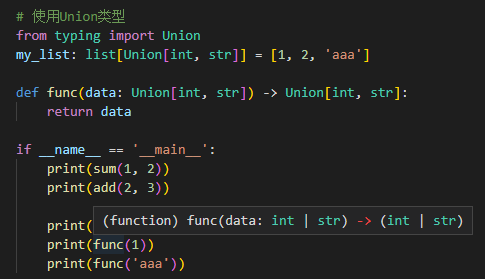 # 使用Union类型
from typing import Union
my_list: list[Union[int, str]] = [1, 2, 'aaa']
def func(data: Union[int, str]) -> Union[int, str]:
return data
if __name__ == '__main__':
print(sum(1, 2))
print(add(2, 3))
print(
(function) func(data: int | str) -> (int | str)
print(func(1))
print(func('aaa'))